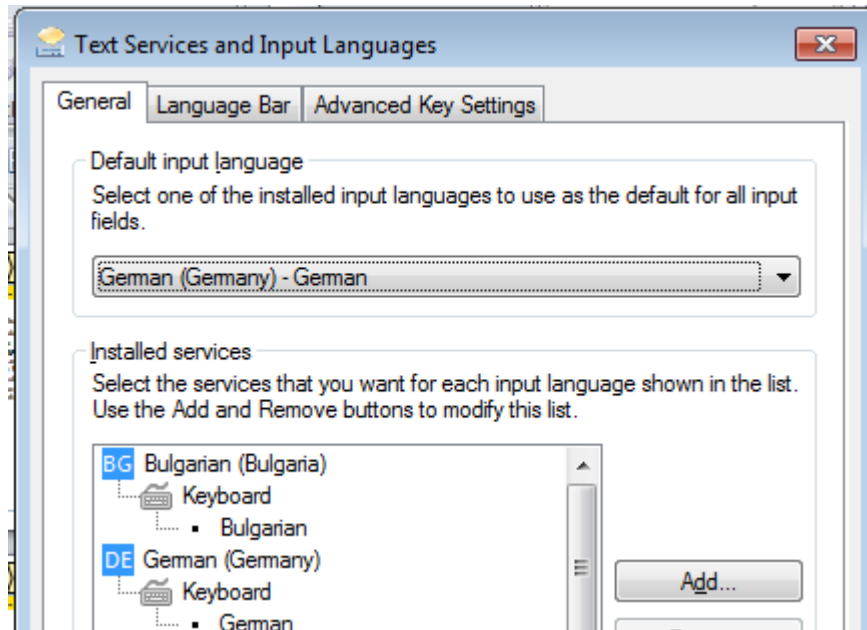 Text Services and Input Languages
General Language Bar Advanced Key Settings
Default input language
Select one of the installed input languages to use as the default for all input
fields.
German (Germany) - German
Installed services
Select the services that you want for each input language shown in the list.
Use the Add and Remove buttons to modify this list.
BG Bulgarian (Bulgaria)
Keyboard
Bulgarian
DE German (Germany)
Keyboard
German
Add...